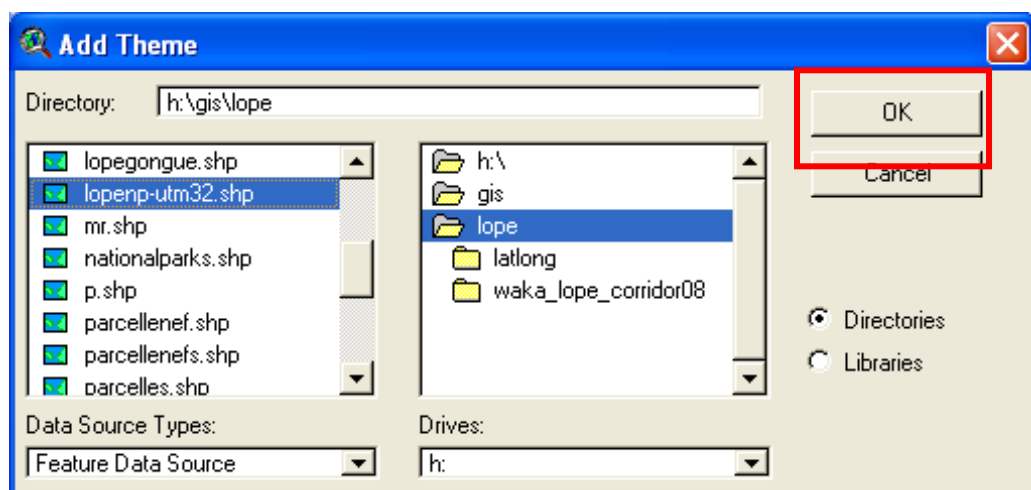 Add Theme
Directory: h:\gis\lope
OK
Cancel
lopegongue.shp
lopenp-utm32.shp
mr.shp
nationalparks.shp
p.shp
parcellenef.shp
parcellenefs.shp
parcelles.shp
h:\
gis
lope
latlong
waka_lope_corridor08
Directories
Libraries
Data Source Types:
Feature Data Source
Drives:
h: